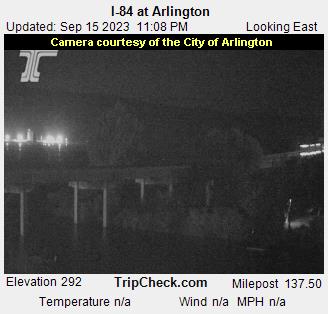 I-84 at Arlington
Updated: Sep 15 2023 11:08 PM Looking East
Camera courtesy of the City of Arlington
Elevation 292 TripCheck.com Milepost 137.50
Temperature n/a Wind n/a MPH n/a